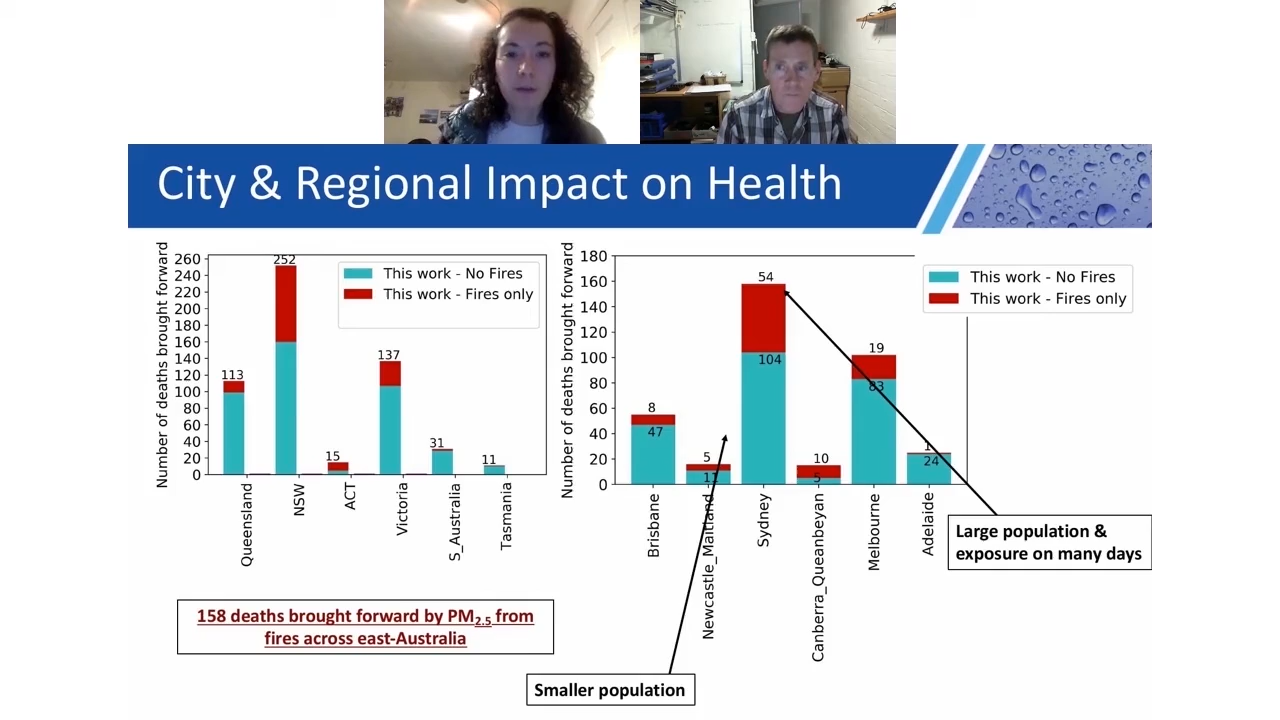 City & Regional Impact on Health
Number of deaths brought forward
260
240
220
200
180
160
140
120
100
80
60
40
20
0
252
113
15
137
31
11
This work - No Fires
This work - Fires only
Queensland
NSW
ACT
Victoria
S_Australia
Tasmania
Number of deaths brought forward
180
160
140
120
100
80
60
40
20
0
8
47
5
11
54
104
10
5
19
83
1
24
This work - No Fires
This work - Fires only
Brisbane
Newcastle_Maitland
Sydney
Canberra_Queanbeyan
Melbourne
Adelaide
Large population &
exposure on many days
158 deaths brought forward by PM2.5 from
fires across east-Australia
Smaller population